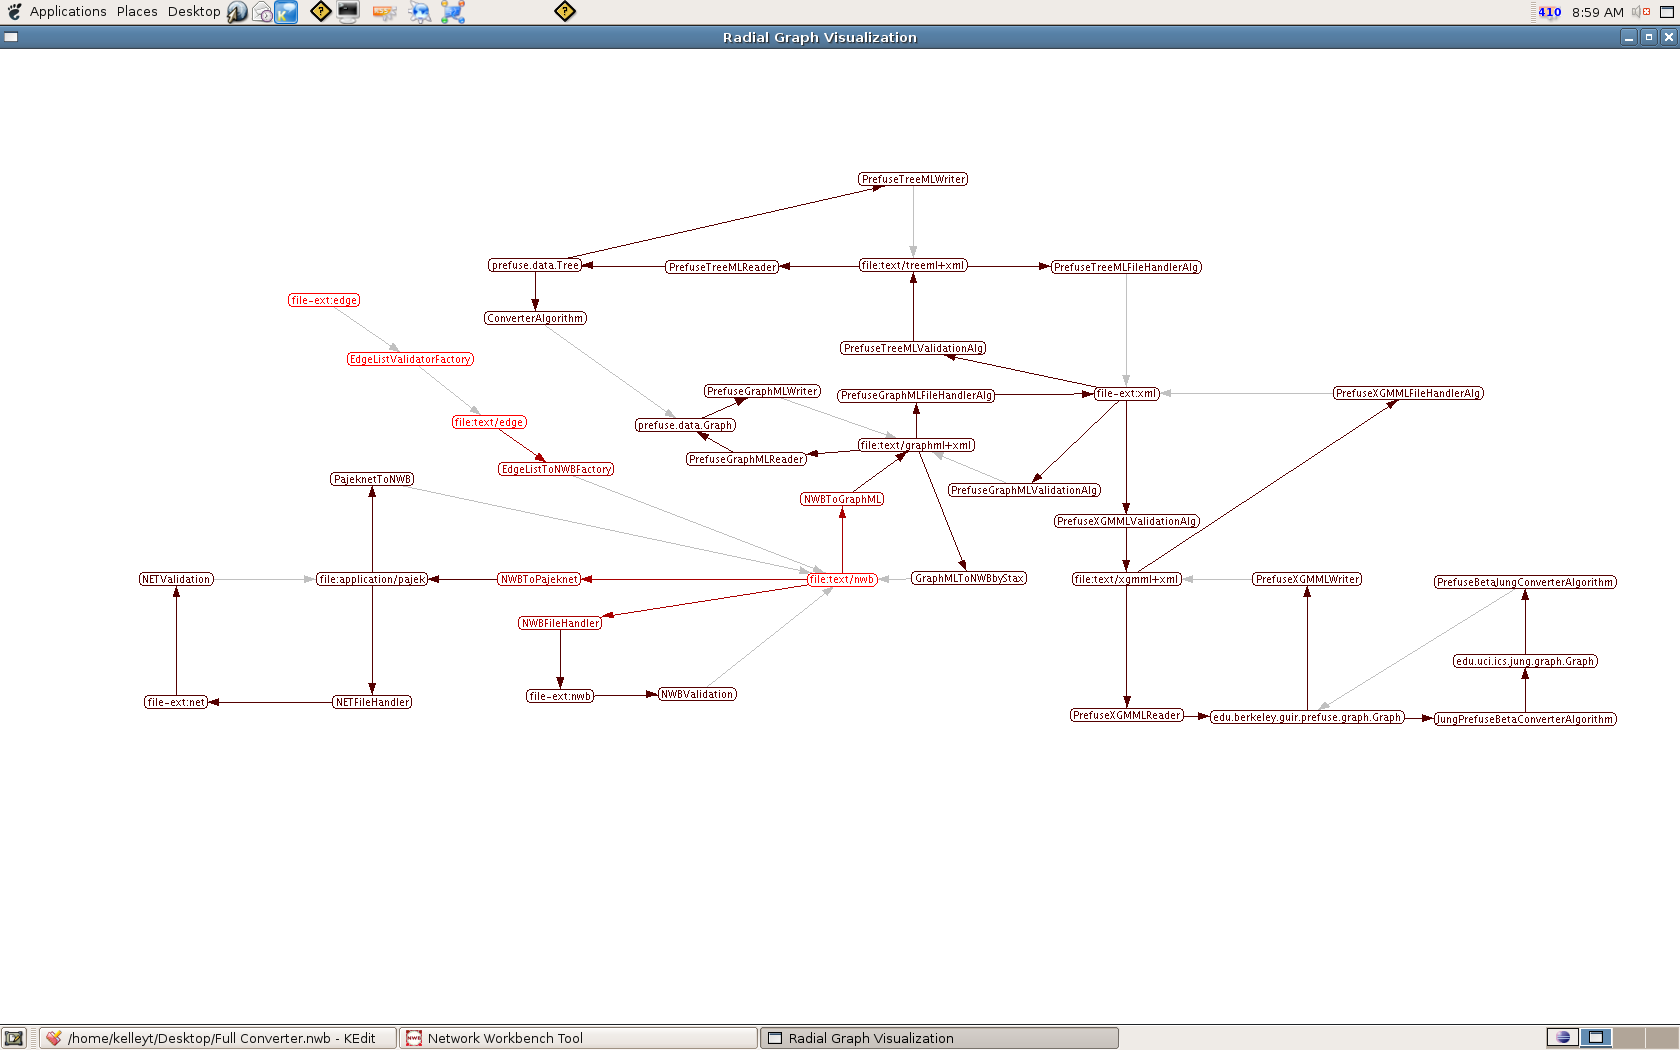 Applications Places Desktop
410 8:59 AM
Radial Graph Visualization
PrefuseTreeMLWriter
prefuse.data.Tree
PrefuseTreeMLReader
file:text/treeml+xml
PrefuseTreeMLFileHandlerAlg
file-ext:edge
ConverterAlgorithm
PrefuseTreeMLValidationAlg
EdgeListValidatorFactory
PrefuseGraphMLWriter
PrefuseGraphMLFileHandlerAlg
file-ext:xml
PrefuseXGMMLFileHandlerAlg
file:text/edge
prefuse.data.Graph
file:text/graphml+xml
PrefuseGraphMLReader
EdgeListToNWBFactory
PajeknetToNWB
NWBToGraphML
PrefuseGraphMLValidationAlg
PrefuseXGMMLValidationAlg
NETValidation
file:application/pajek
NWBToPajeknet
file:text/nwb
GraphMLToNWBbyStax
file:text/xgmml+xml
PrefuseXGMMLWriter
PrefuseBetaJungConverterAlgorithm
NWBFileHandler
edu.uci.ics.jung.graph.Graph
file-ext:net
NETFileHandler
file-ext:nwb
NWBValidation
PrefuseXGMMLReader
edu.berkeley.guir.prefuse.graph.Graph
JungPrefuseBetaConverterAlgorithm
/home/kelleyt/Desktop/Full Converter.nwb - KEdit
NWB Network Workbench Tool
Radial Graph Visualization